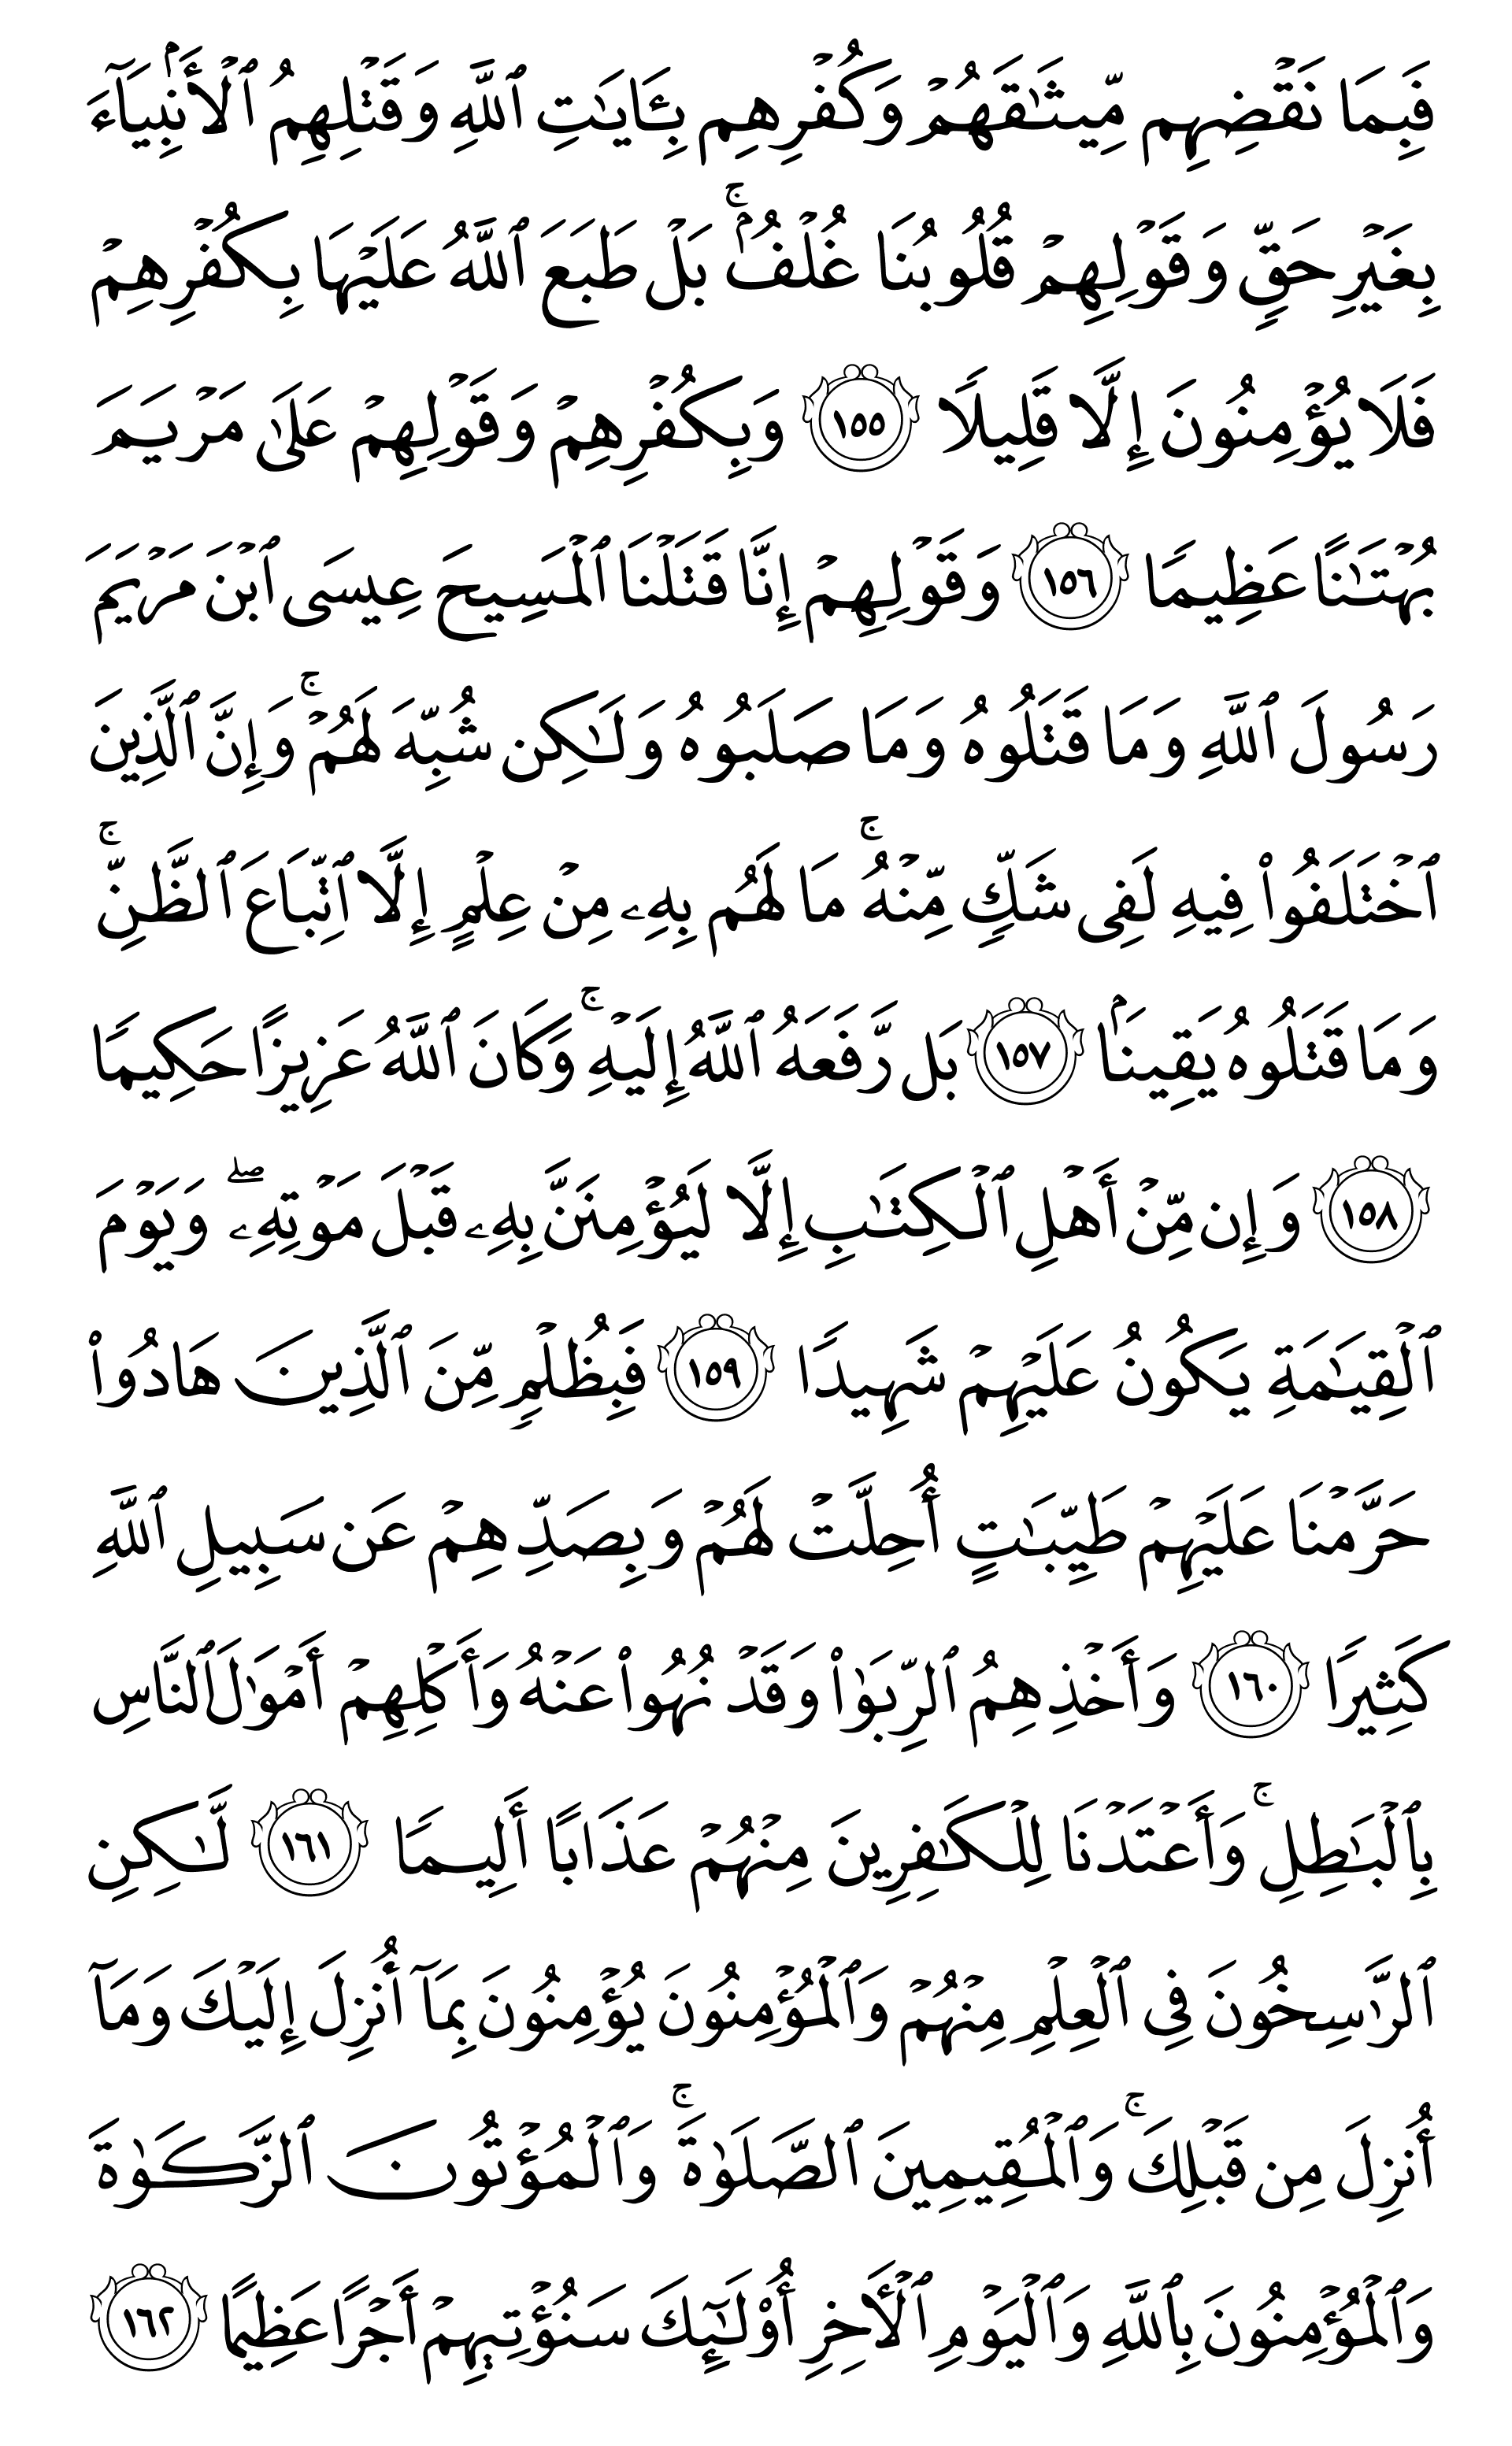 فَبِمَا نَقۡضِهِم مِّيثَٰقَهُمۡ وَكُفۡرِهِم بِـَٔايَٰتِ ٱللَّهِ وَقَتۡلِهِمُ ٱلۡأَنۢبِيَآءَ
بِغَيۡرِ حَقّٖ وَقَوۡلِهِمۡ قُلُوبُنَا غُلۡفُۢۚ بَلۡ طَبَعَ ٱللَّهُ عَلَيۡهَا بِكُفۡرِهِمۡ
فَلَا يُؤۡمِنُونَ إِلَّا قَلِيلٗا ١٥٥ وَبِكُفۡرِهِمۡ وَقَوۡلِهِمۡ عَلَىٰ مَرۡيَمَ
بُهۡتَٰنًا عَظِيمٗا ١٥٦ وَقَوۡلِهِمۡ إِنَّا قَتَلۡنَا ٱلۡمَسِيحَ عِيسَى ٱبۡنَ مَرۡيَمَ
رَسُولَ ٱللَّهِ وَمَا قَتَلُوهُ وَمَا صَلَبُوهُ وَلَٰكِن شُبِّهَ لَهُمۡۚ وَإِنَّ ٱلَّذِينَ
ٱخۡتَلَفُواْ فِيهِ لَفِي شَكّٖ مِّنۡهُۚ مَا لَهُم بِهِۦ مِنۡ عِلۡمٍ إِلَّا ٱتِّبَاعَ ٱلظَّنِّۚ
وَمَا قَتَلُوهُ يَقِينَۢا ١٥٧ بَل رَّفَعَهُ ٱللَّهُ إِلَيۡهِۚ وَكَانَ ٱللَّهُ عَزِيزًا حَكِيمٗا
١٥٨ وَإِن مِّنۡ أَهۡلِ ٱلۡكِتَٰبِ إِلَّا لَيُؤۡمِنَنَّ بِهِۦ قَبۡلَ مَوۡتِهِۦۖ وَيَوۡمَ
ٱلۡقِيَٰمَةِ يَكُونُ عَلَيۡهِمۡ شَهِيدٗا ١٥٩ فَبِظُلۡمٖ مِّنَ ٱلَّذِينَ هَادُواْ
حَرَّمۡنَا عَلَيۡهِمۡ طَيِّبَٰتٍ أُحِلَّتۡ لَهُمۡ وَبِصَدِّهِمۡ عَن سَبِيلِ ٱللَّهِ
كَثِيرٗا ١٦٠ وَأَخۡذِهِمُ ٱلرِّبَوٰاْ وَقَدۡ نُهُواْ عَنۡهُ وَأَكۡلِهِمۡ أَمۡوَٰلَ ٱلنَّاسِ
بِٱلۡبَٰطِلِۚ وَأَعۡتَدۡنَا لِلۡكَٰفِرِينَ مِنۡهُمۡ عَذَابًا أَلِيمٗا ١٦١ لَّٰكِنِ
ٱلرَّٰسِخُونَ فِي ٱلۡعِلۡمِ مِنۡهُمۡ وَٱلۡمُؤۡمِنُونَ يُؤۡمِنُونَ بِمَآ أُنزِلَ إِلَيۡكَ وَمَآ
أُنزِلَ مِن قَبۡلِكَۚ وَٱلۡمُقِيمِينَ ٱلصَّلَوٰةَۚ وَٱلۡمُؤۡتُونَ ٱلزَّكَوٰةَ
وَٱلۡمُؤۡمِنُونَ بِٱللَّهِ وَٱلۡيَوۡمِ ٱلۡأٓخِرِ أُوْلَٰٓئِكَ سَنُؤۡتِيهِمۡ أَجۡرًا عَظِيمًا ١٦٢